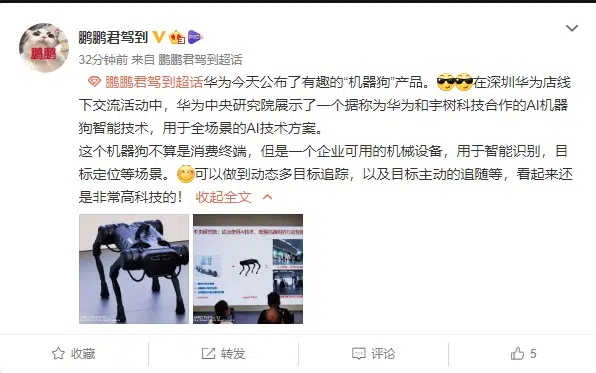 鹏鹏君驾到
32分钟前 来自 鹏鹏君驾到超话
鹏鹏君驾到超话华为今天公布了有趣的“机器狗”产品。在深圳华为店线
下交流活动中，华为中央研究院展示了一个据称为华为和宇树科技合作的AI机器
狗智能技术，用于全场景的AI技术方案。
这个机器狗不算是消费终端，但是一个企业可用的机械设备，用于智能识别，目
标定位等场景。可以做到动态多目标追踪，以及目标主动的追随等，看起来还
是非常高科技的！ 收起全文
收藏
转发
评论
5